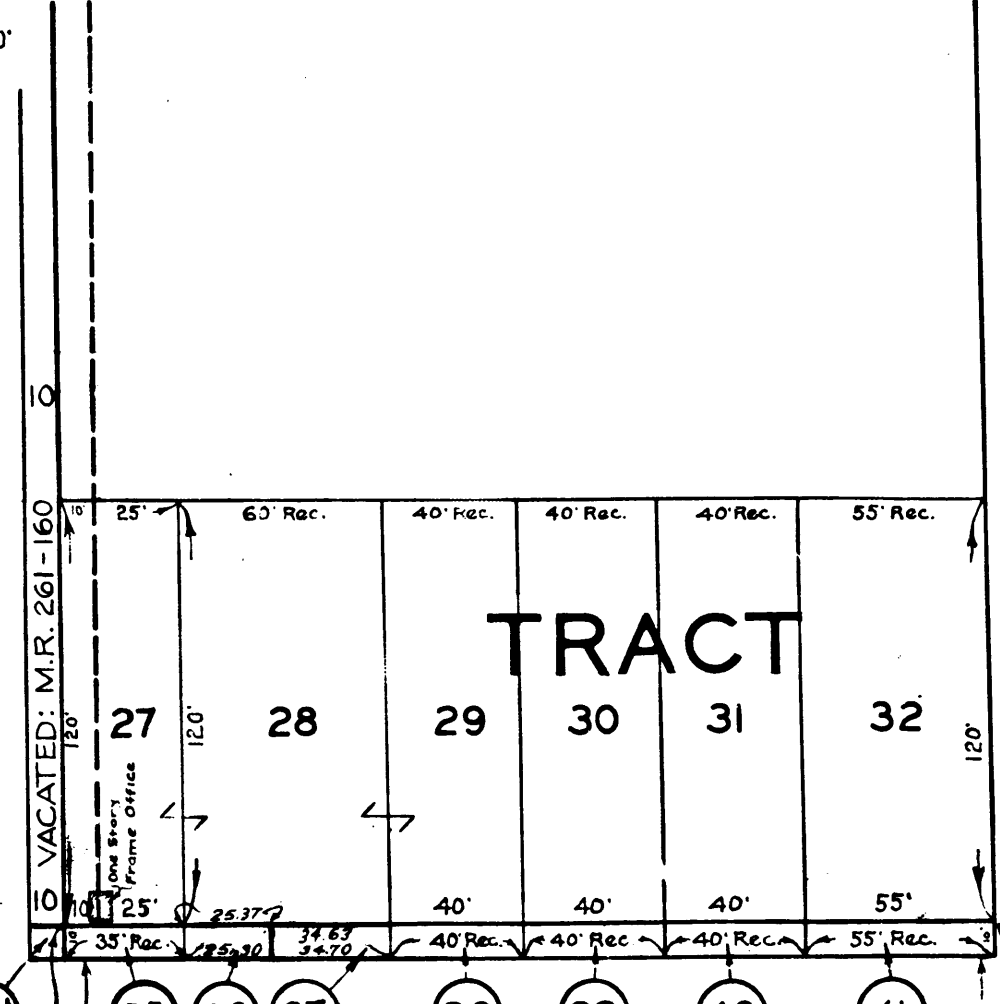 10
VACATED: M.R. 261-160
10
10' 25' 60' Rec. 40' Rec. 40' Rec. 40' Rec. 55' Rec.
TRACT
120' 27 120' 28 29 30 31 32 120'
One Story
Frame Office
10 25' 25.37 40' 40' 40' 55'
34.63
35' Rec. 25.30 34.70 40' Rec. 40' Rec. 40' Rec. 55' Rec.